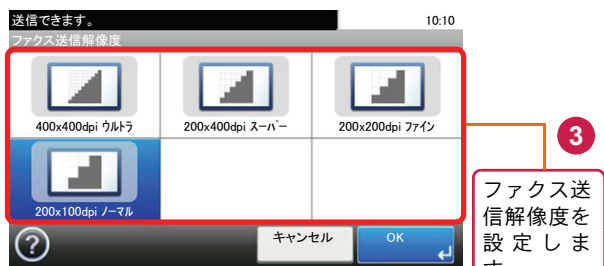 送信できます。 10:10
ファクス送信解像度
400x400dpi ウルトラ 200x400dpi スーパー 200x200dpi ファイン
200x100dpi ノーマル
? キャンセル OK
3
ファクス送
信解像度を
設定しま
す。